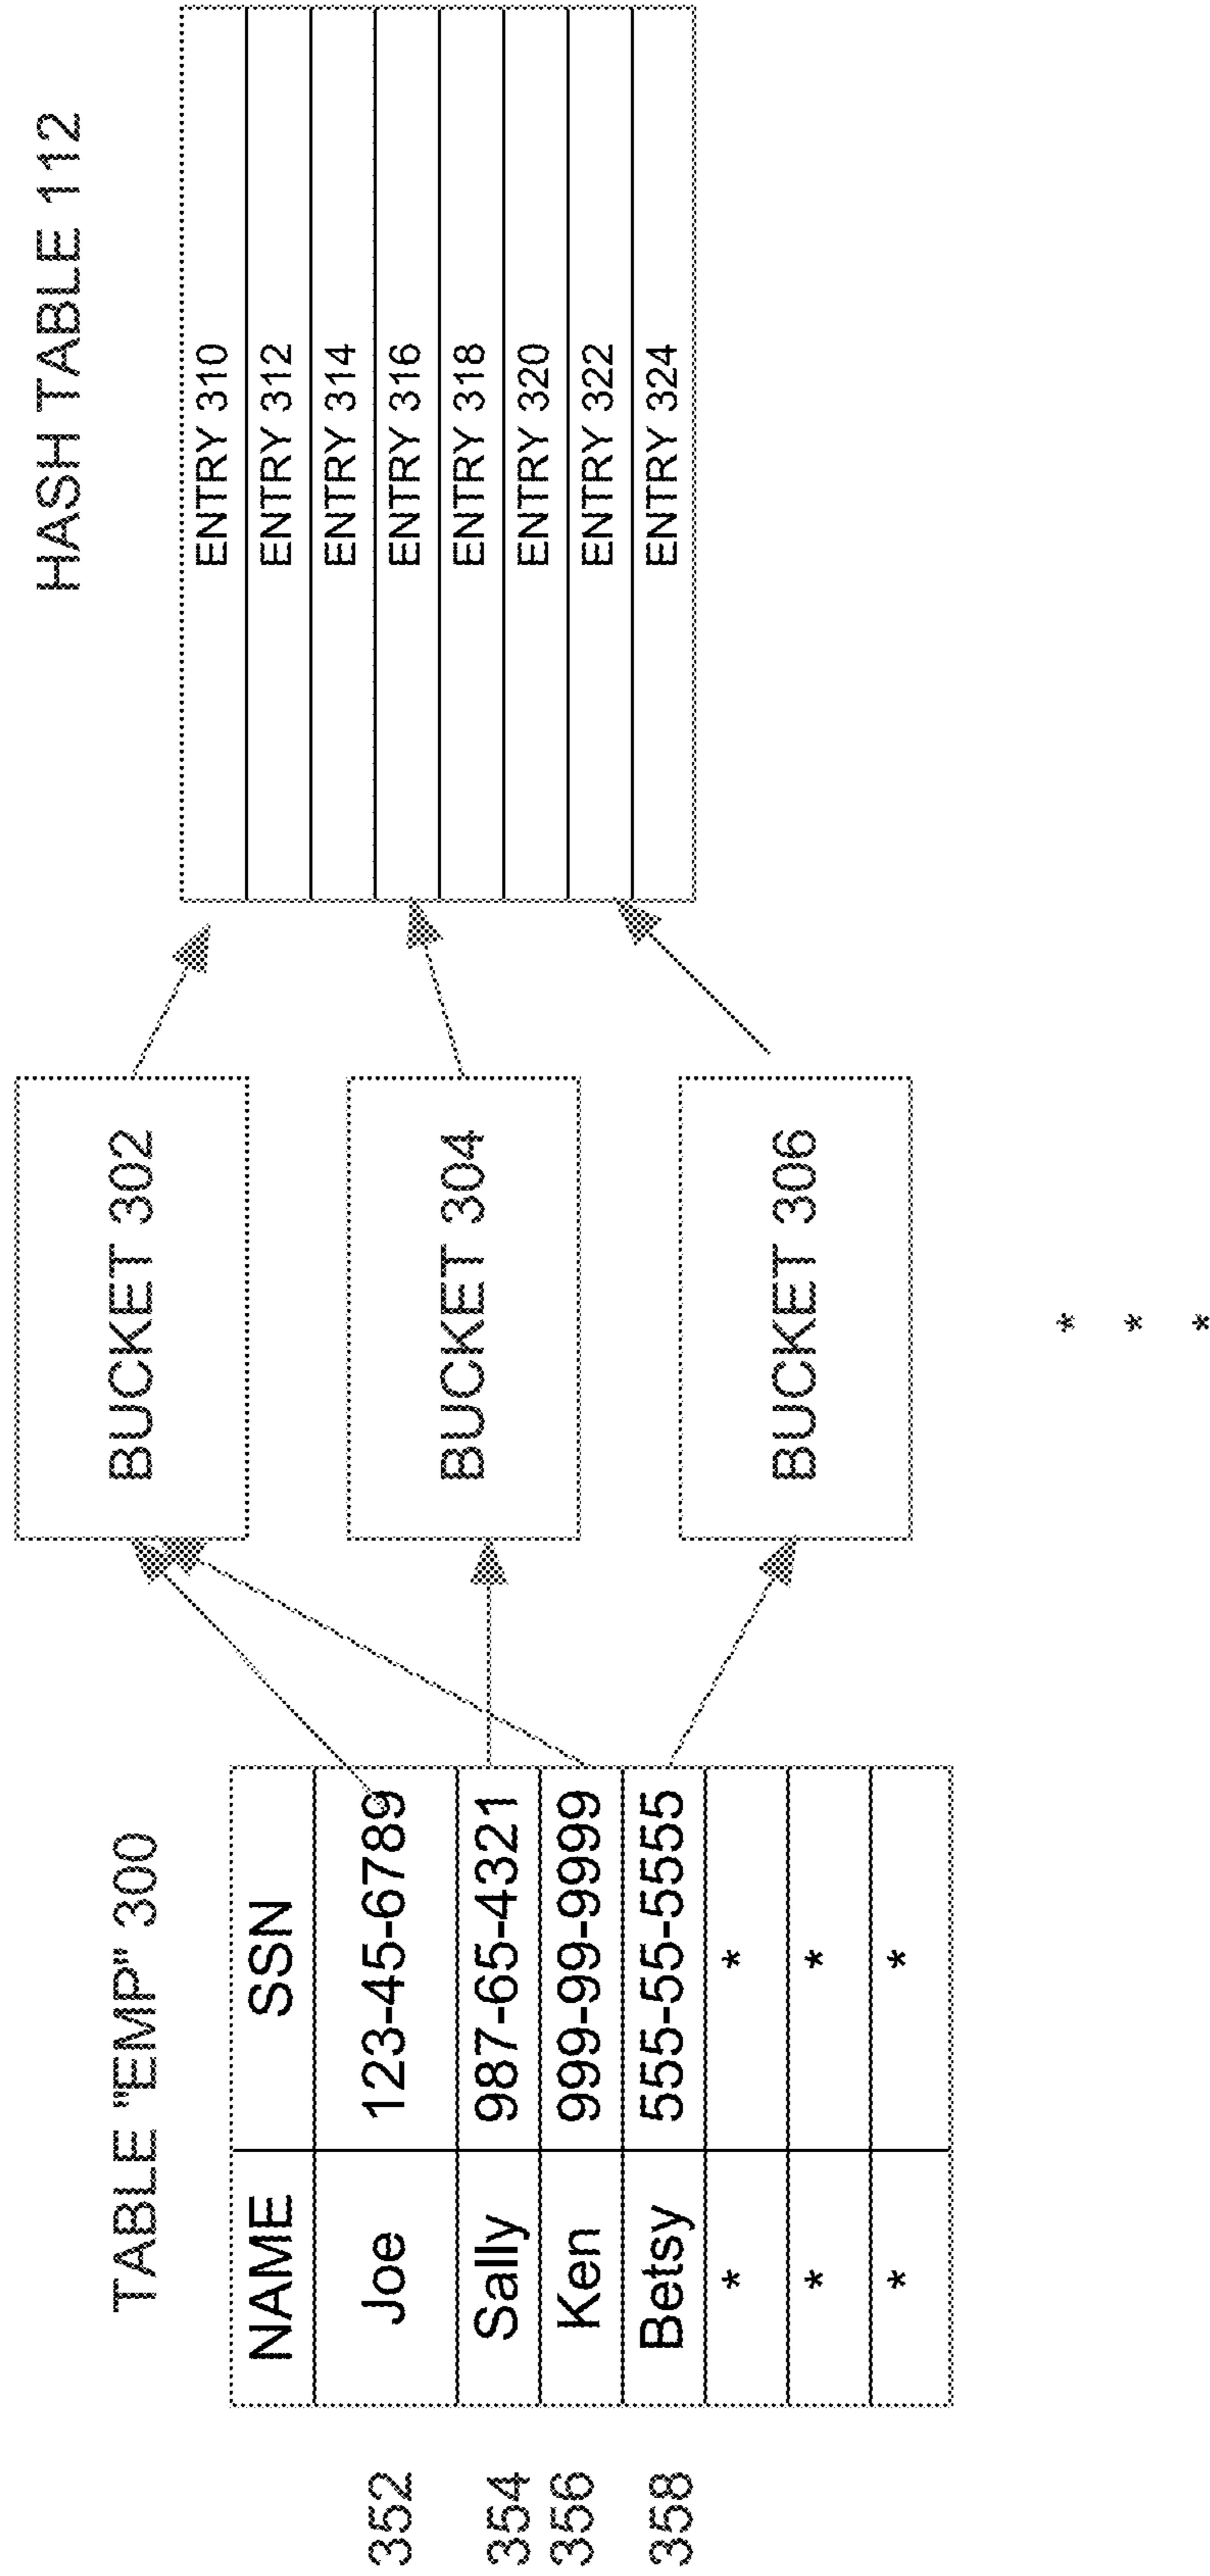 TABLE "EMP" 300
HASH TABLE 112
NAME SSN
352 Joe 123-45-6789
354 Sally 987-65-4321
356 Ken 999-99-9999
358 Betsy 555-55-5555
* *
* *
* *
BUCKET 302
BUCKET 304
BUCKET 306
*
*
*
ENTRY 310
ENTRY 312
ENTRY 314
ENTRY 316
ENTRY 318
ENTRY 320
ENTRY 322
ENTRY 324